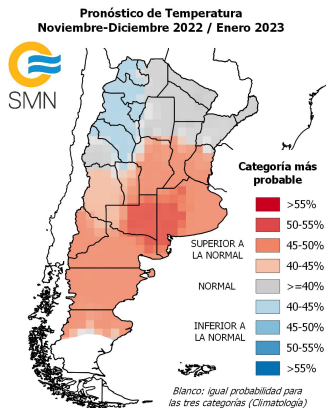 Pronóstico de Temperatura
Noviembre-Diciembre 2022 / Enero 2023
SMN
Categoría más
probable
>55%
50-55%
45-50%
SUPERIOR A
LA NORMAL
40-45%
NORMAL
>=40%
40-45%
INFERIOR A
LA NORMAL
45-50%
50-55%
>55%
Blanco: igual probabilidad para
las tres categorías (Climatología)